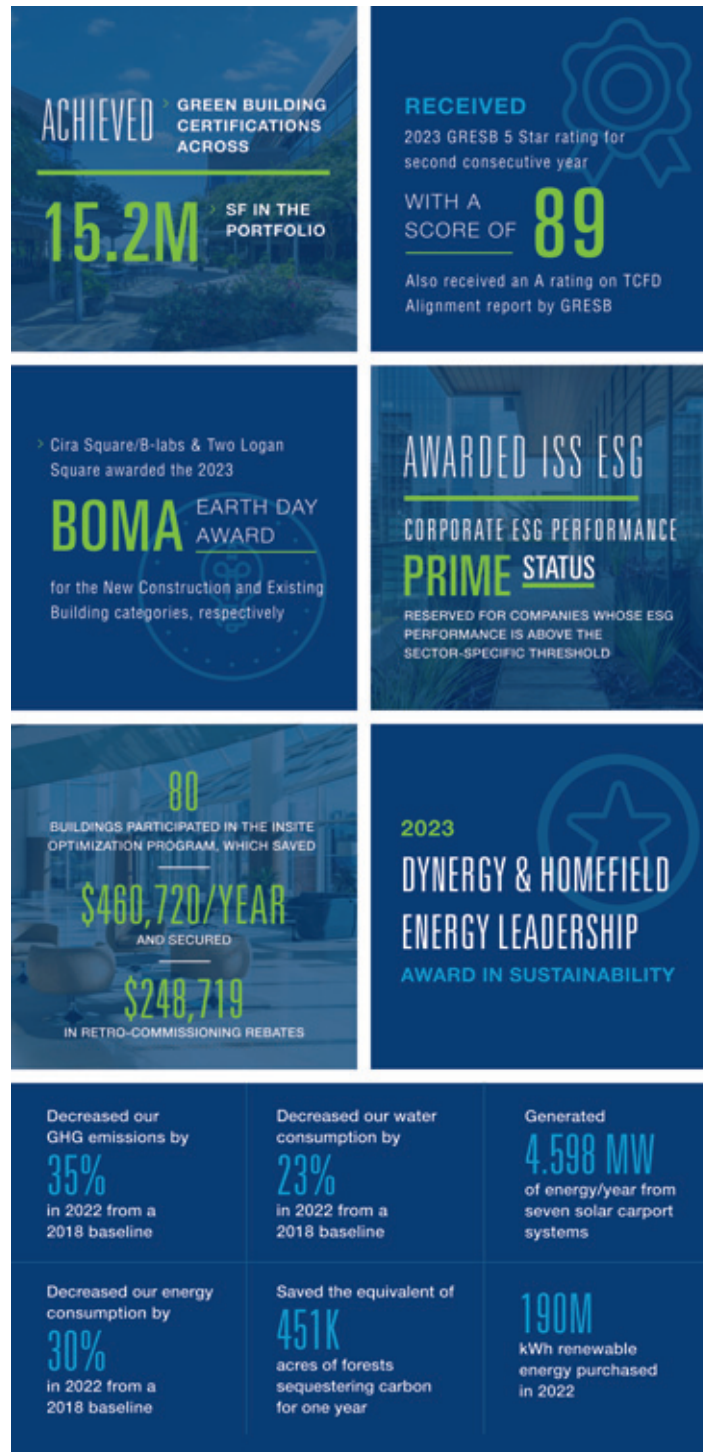 ACHIEVED
› GREEN BUILDING
CERTIFICATIONS
ACROSS
15.2M
› SF IN THE
PORTFOLIO
RECEIVED
2023 GRESB 5 Star rating for
second consecutive year
WITH A
SCORE OF
89
Also received an A rating on TCFD
Alignment report by GRESB
› Cira Square/B-labs & Two Logan
Square awarded the 2023
BOMA
EARTH DAY
AWARD
for the New Construction and Existing
Building categories, respectively
AWARDED ISS ESG
CORPORATE ESG PERFORMANCE
PRIME STATUS
RESERVED FOR COMPANIES WHOSE ESG
PERFORMANCE IS ABOVE THE
SECTOR-SPECIFIC THRESHOLD
80
BUILDINGS PARTICIPATED IN THE INSITE
OPTIMIZATION PROGRAM, WHICH SAVED
$460,720/YEAR
AND SECURED
$248,719
IN RETRO-COMMISSIONING REBATES
2023
DYNERGY & HOMEFIELD
ENERGY LEADERSHIP
AWARD IN SUSTAINABILITY
Decreased our
GHG emissions by
35%
in 2022 from a
2018 baseline
Decreased our water
consumption by
23%
in 2022 from a
2018 baseline
Generated
4.598 MW
of energy/year from
seven solar carport
systems
Decreased our energy
consumption by
30%
in 2022 from a
2018 baseline
Saved the equivalent of
451K
acres of forests
sequestering carbon
for one year
190M
kWh renewable
energy purchased
in 2022